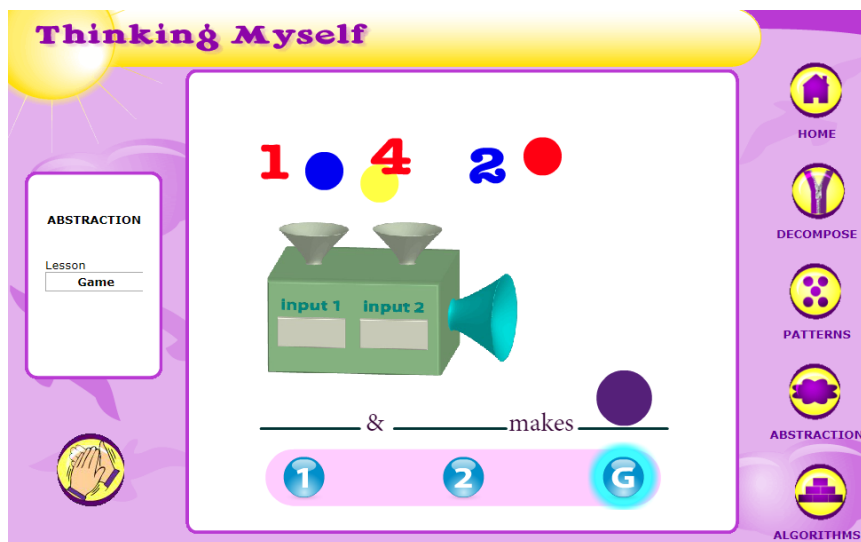 Thinking Myself
HOME
DECOMPOSE
PATTERNS
ABSTRACTION
ALGORITHMS
ABSTRACTION
Lesson
Game
1 4 2
input 1 input 2
& makes
1 2 G